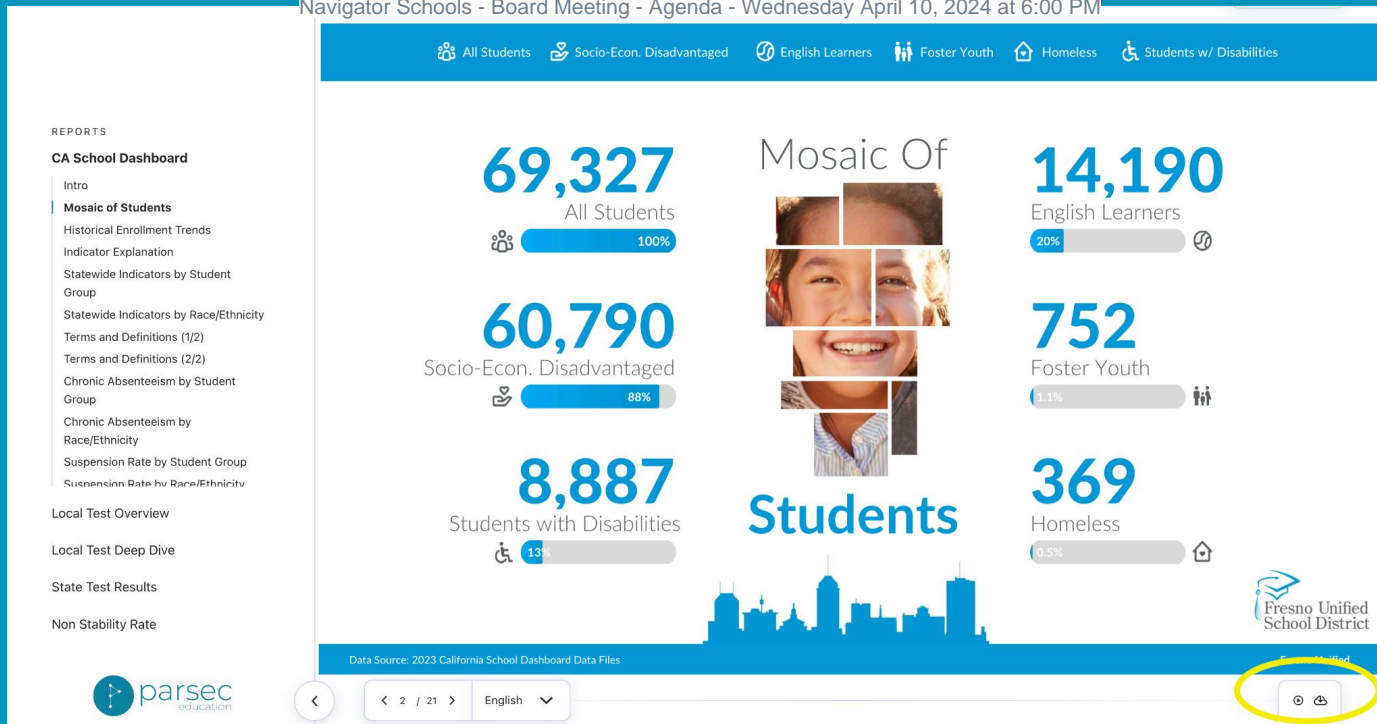 Navigator Schools - Board Meeting - Agenda - Wednesday April 10, 2024 at 6:00 PM
All Students Socio-Econ. Disadvantaged English Learners Foster Youth Homeless Students w/ Disabilities
REPORTS
CA School Dashboard
Intro
Mosaic of Students
Historical Enrollment Trends
Indicator Explanation
Statewide Indicators by Student
Group
Statewide Indicators by Race/Ethnicity
Terms and Definitions (1/2)
Terms and Definitions (2/2)
Chronic Absenteeism by Student
Group
Chronic Absenteeism by
Race/Ethnicity
Suspension Rate by Student Group
Suspension Rate by Race/Ethnicity
Local Test Overview
Local Test Deep Dive
State Test Results
Non Stability Rate
parsec
education
69,327
All Students
100%
60,790
Socio-Econ. Disadvantaged
88%
8,887
Students with Disabilities
13%
Mosaic Of
Students
14,190
English Learners
20%
752
Foster Youth
1.1%
369
Homeless
0.5%
Fresno Unified
School District
Data Source: 2023 California School Dashboard Data Files
Fresno Unified
2 / 21
English